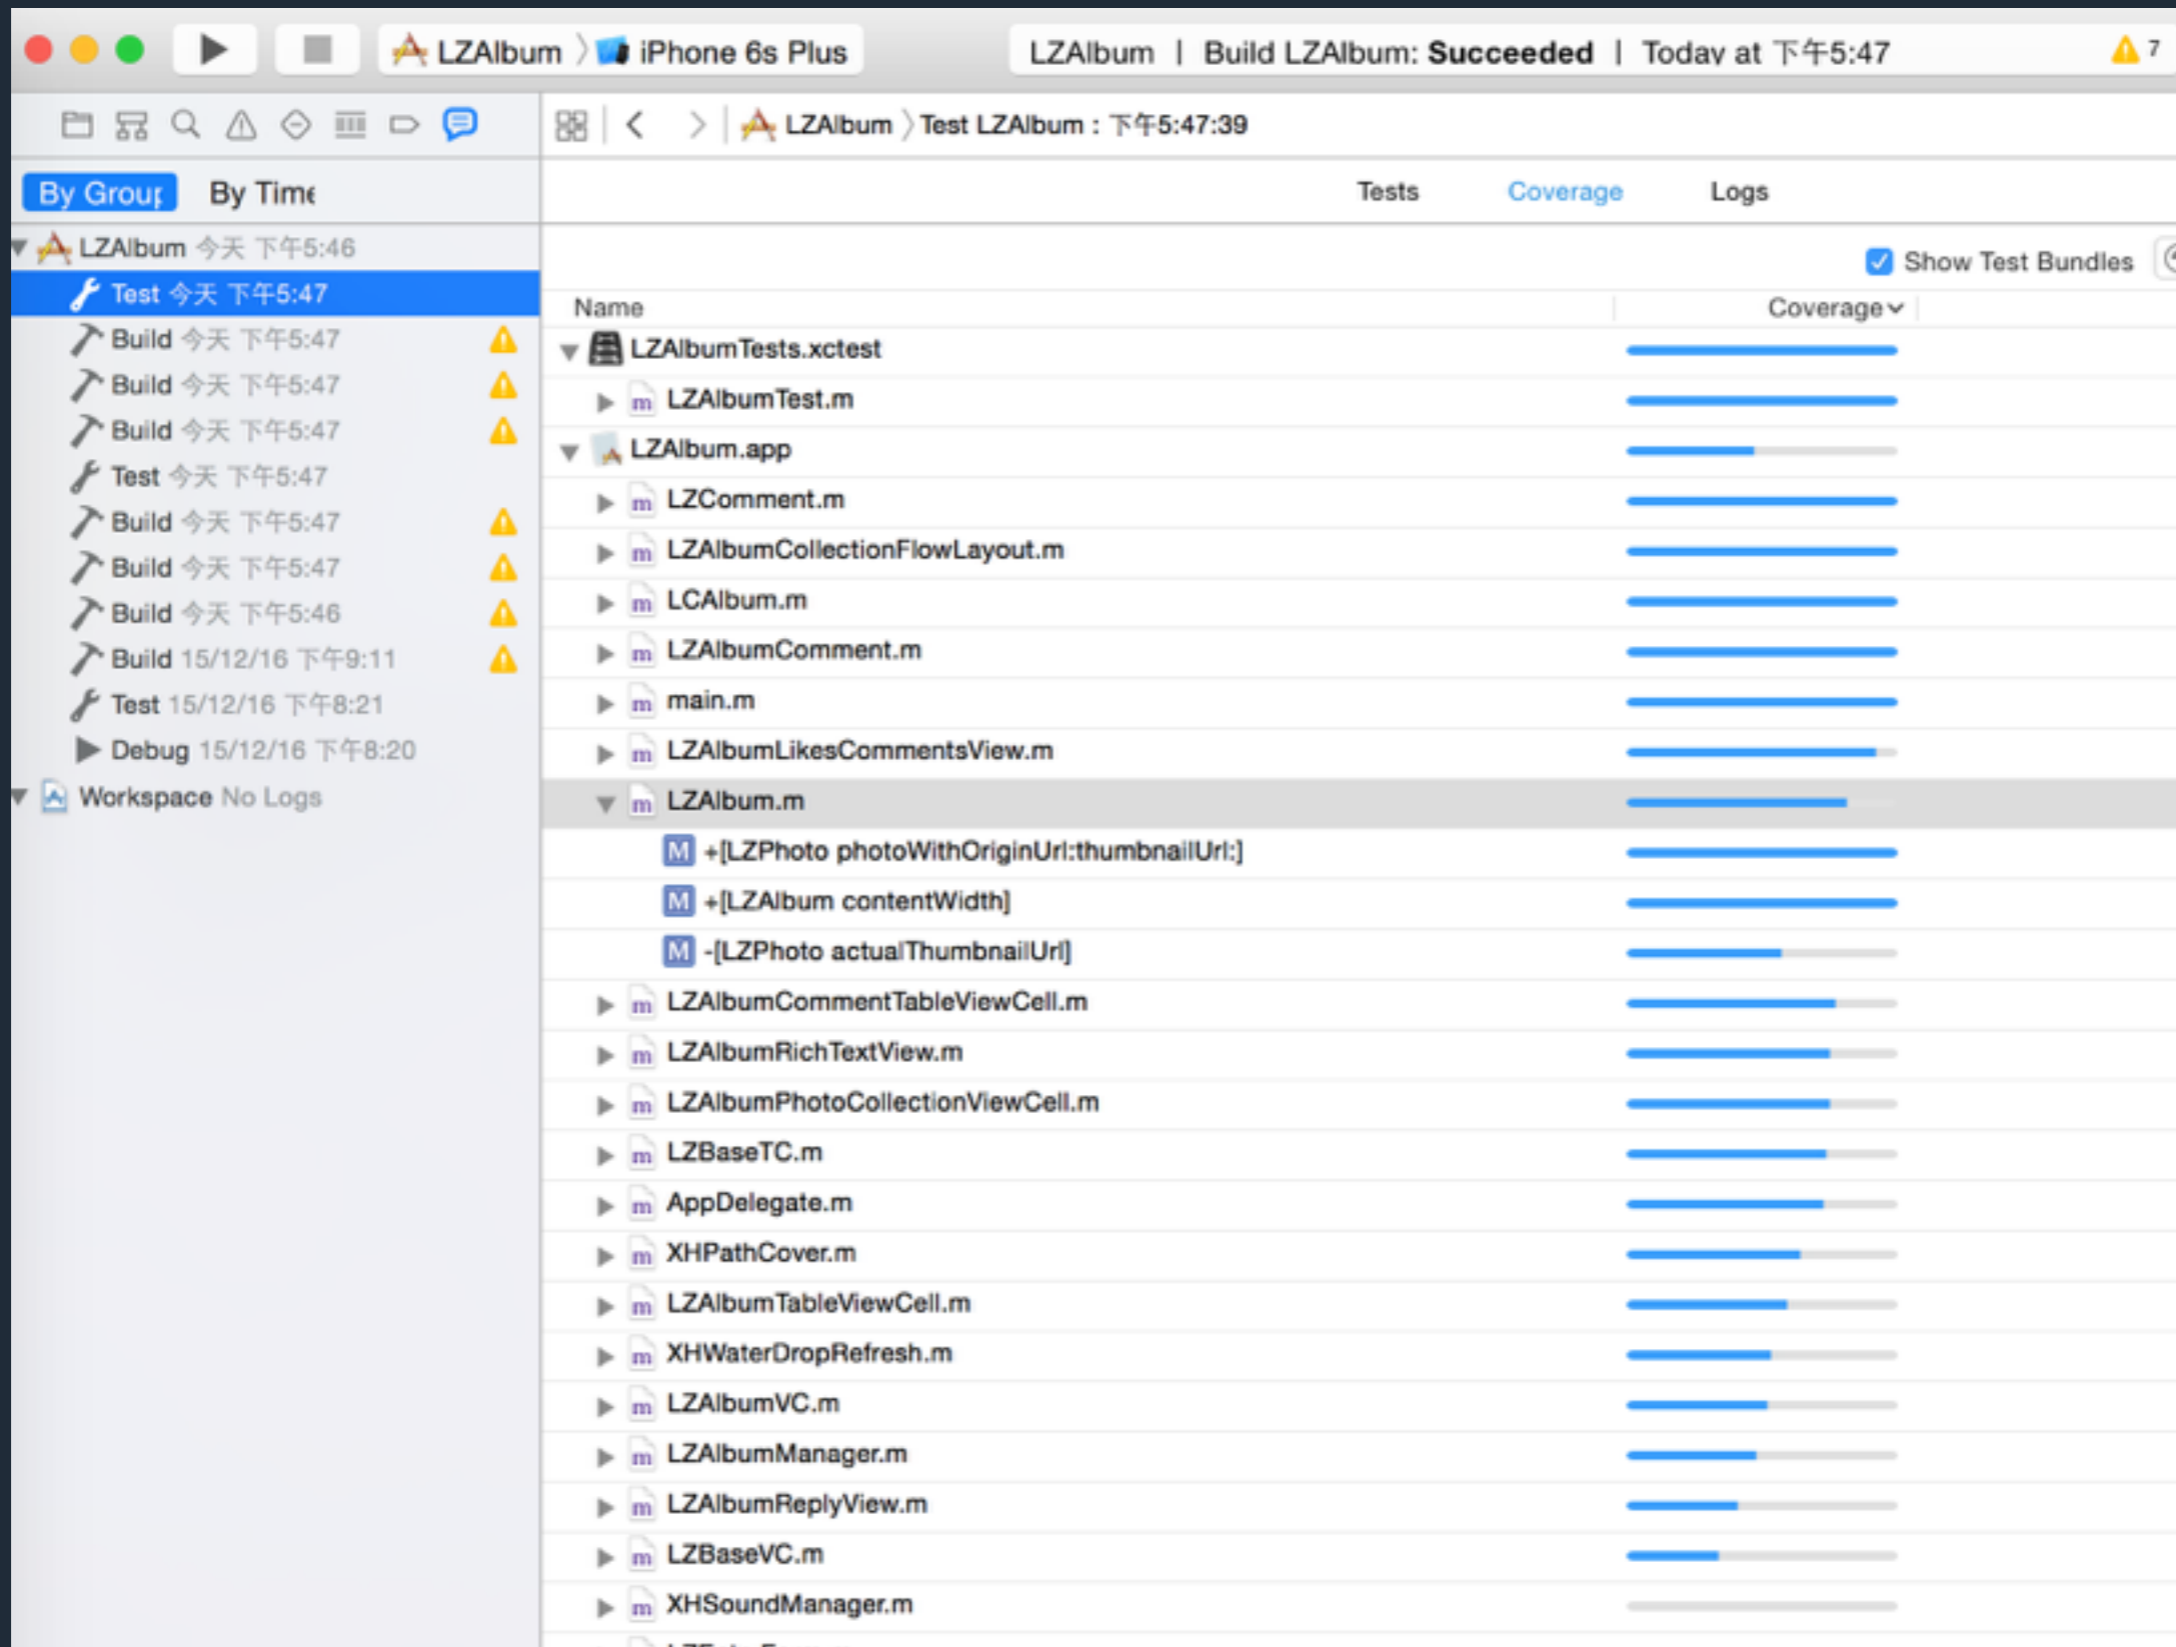 LZAlbum 〉 iPhone 6s Plus
LZAlbum | Build LZAlbum: Succeeded | Today at 下午5:47
7
LZAlbum 〉 Test LZAlbum : 下午5:47:39
By Group By Time
Tests Coverage Logs
LZAlbum 今天 下午5:46
Test 今天 下午5:47
Build 今天 下午5:47
Build 今天 下午5:47
Build 今天 下午5:47
Test 今天 下午5:47
Build 今天 下午5:47
Build 今天 下午5:47
Build 今天 下午5:46
Build 15/12/16 下午9:11
Test 15/12/16 下午8:21
Debug 15/12/16 下午8:20
Workspace No Logs
Show Test Bundles
Name Coverage
LZAlbumTests.xctest
m LZAlbumTest.m
LZAlbum.app
m LZComment.m
m LZAlbumCollectionFlowLayout.m
m LCAlbum.m
m LZAlbumComment.m
m main.m
m LZAlbumLikesCommentsView.m
m LZAlbum.m
M +[LZPhoto photoWithOriginUrl:thumbnailUrl:]
M +[LZAlbum contentWidth]
M -[LZPhoto actualThumbnailUrl]
m LZAlbumCommentTableViewCell.m
m LZAlbumRichTextView.m
m LZAlbumPhotoCollectionViewCell.m
m LZBaseTC.m
m AppDelegate.m
m XHPathCover.m
m LZAlbumTableViewCell.m
m XHWaterDropRefresh.m
m LZAlbumVC.m
m LZAlbumManager.m
m LZAlbumReplyView.m
m LZBaseVC.m
m XHSoundManager.m